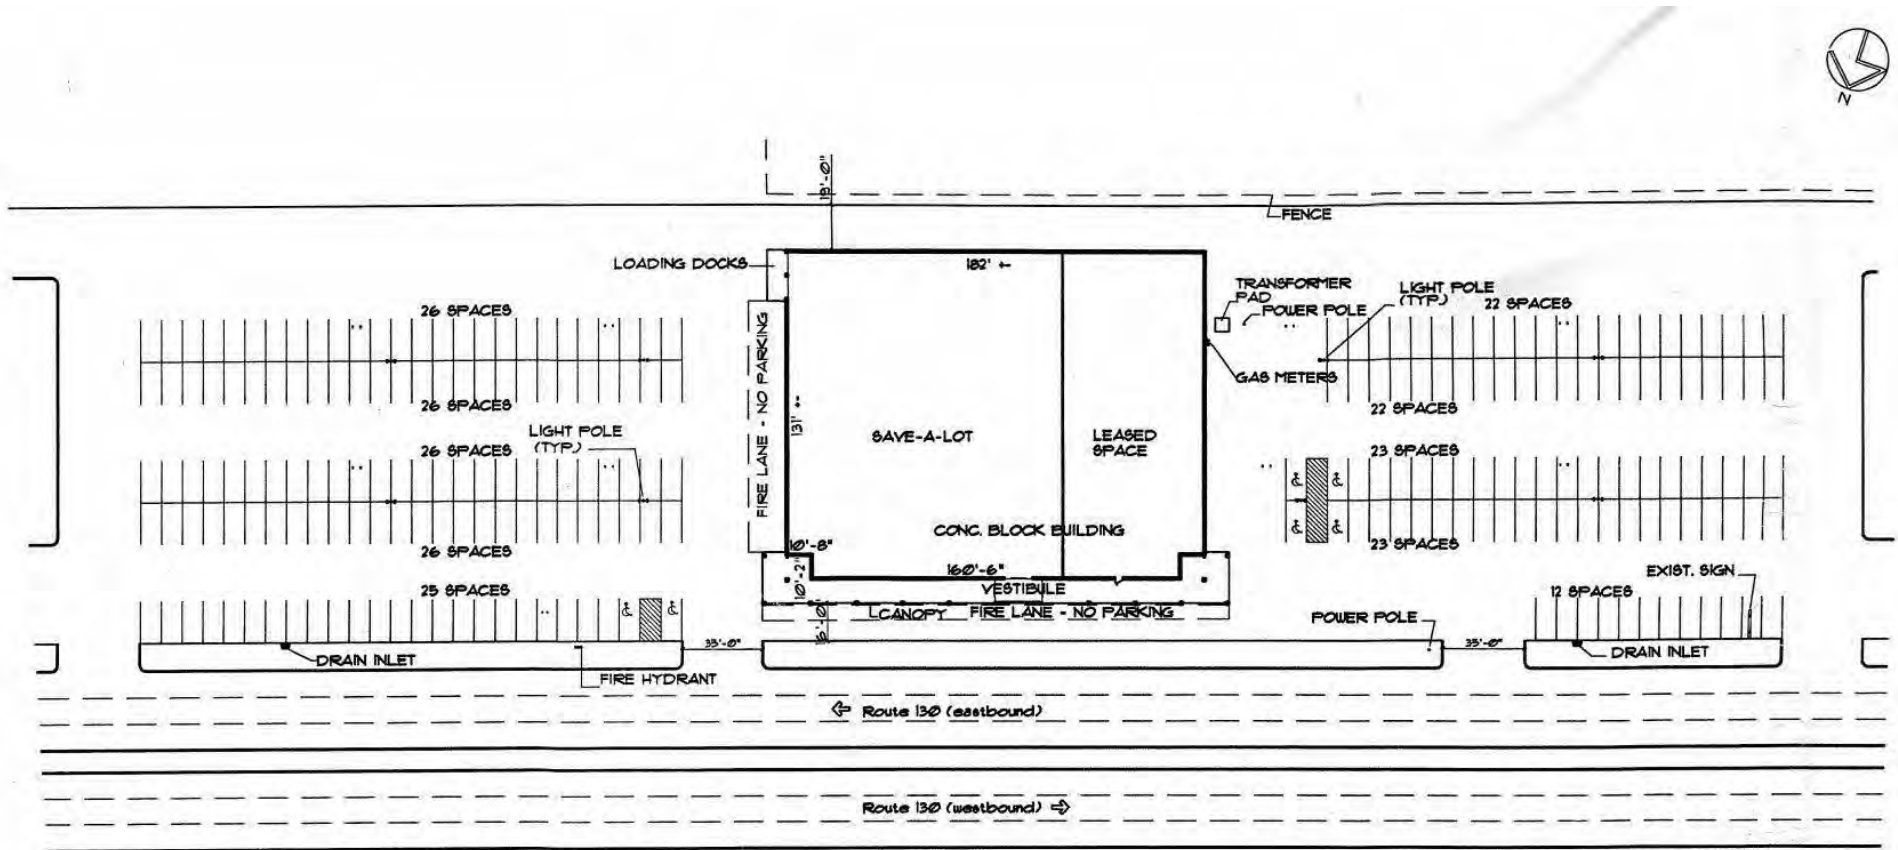 N
19'-0"
FENCE
LOADING DOCKS
182' +-
TRANSFORMER
PAD
POWER POLE
LIGHT POLE
(TYP.)
22 SPACES
26 SPACES
FIRE LANE - NO PARKING
GAS METERS
26 SPACES
131' +-
22 SPACES
LIGHT POLE
(TYP.)
26 SPACES
SAVE-A-LOT
LEASED
SPACE
23 SPACES
CONC. BLOCK BUILDING
26 SPACES
10'-8"
23 SPACES
10'-2"
160'-6"
EXIST. SIGN
25 SPACES
VESTIBULE
12 SPACES
16'-0"
CANOPY
FIRE LANE - NO PARKING
POWER POLE
35'-0"
35'-0"
DRAIN INLET
DRAIN INLET
FIRE HYDRANT
Route 130 (eastbound)
Route 130 (westbound)